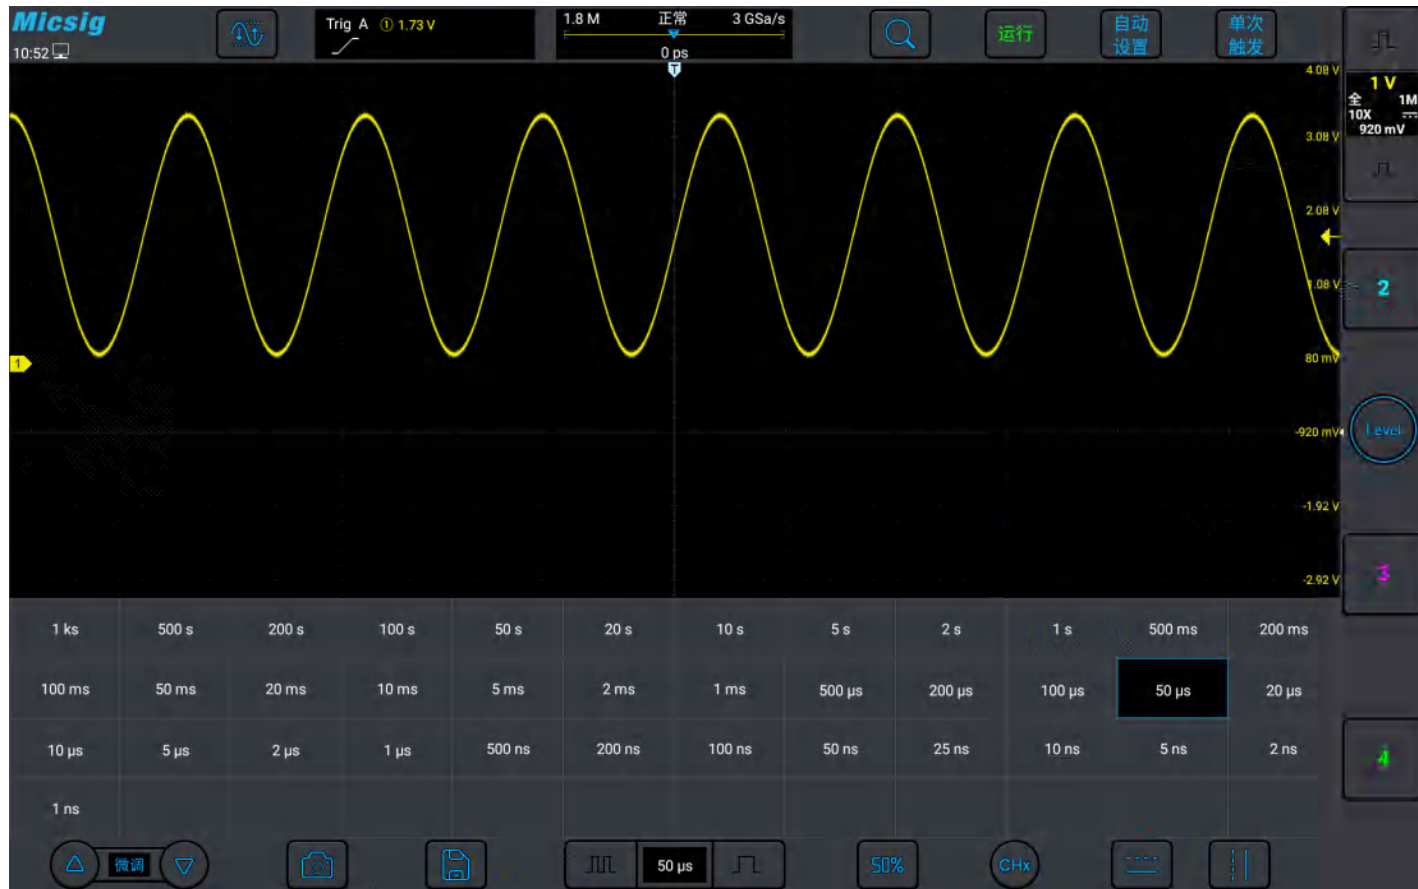 Micsig
10:52
Trig A ① 1.73 V
1.8 M 正常 3 GSa/s
0 ps
T
运行
自动
设置
单次
触发
1 V
全 1M
10X
920 mV
4.08 V
3.08 V
2.08 V
1.08 V
80 mV
-920 mV
-1.92 V
-2.92 V
1
2
Level
3
4
1 ks 500 s 200 s 100 s 50 s 20 s 10 s 5 s 2 s 1 s 500 ms 200 ms
100 ms 50 ms 20 ms 10 ms 5 ms 2 ms 1 ms 500 µs 200 µs 100 µs 50 µs 20 µs
10 µs 5 µs 2 µs 1 µs 500 ns 200 ns 100 ns 50 ns 25 ns 10 ns 5 ns 2 ns
1 ns
微调
50 µs
50%
CHx